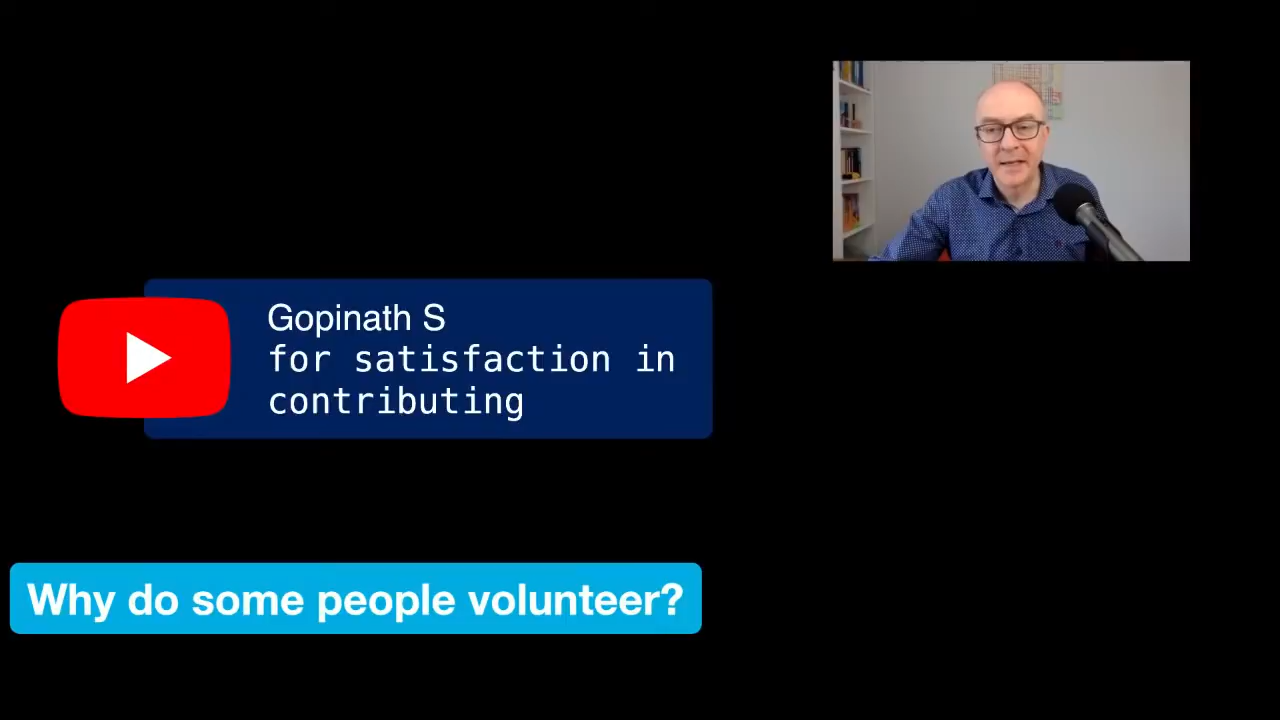 Gopinath S
for satisfaction in
contributing
Why do some people volunteer?